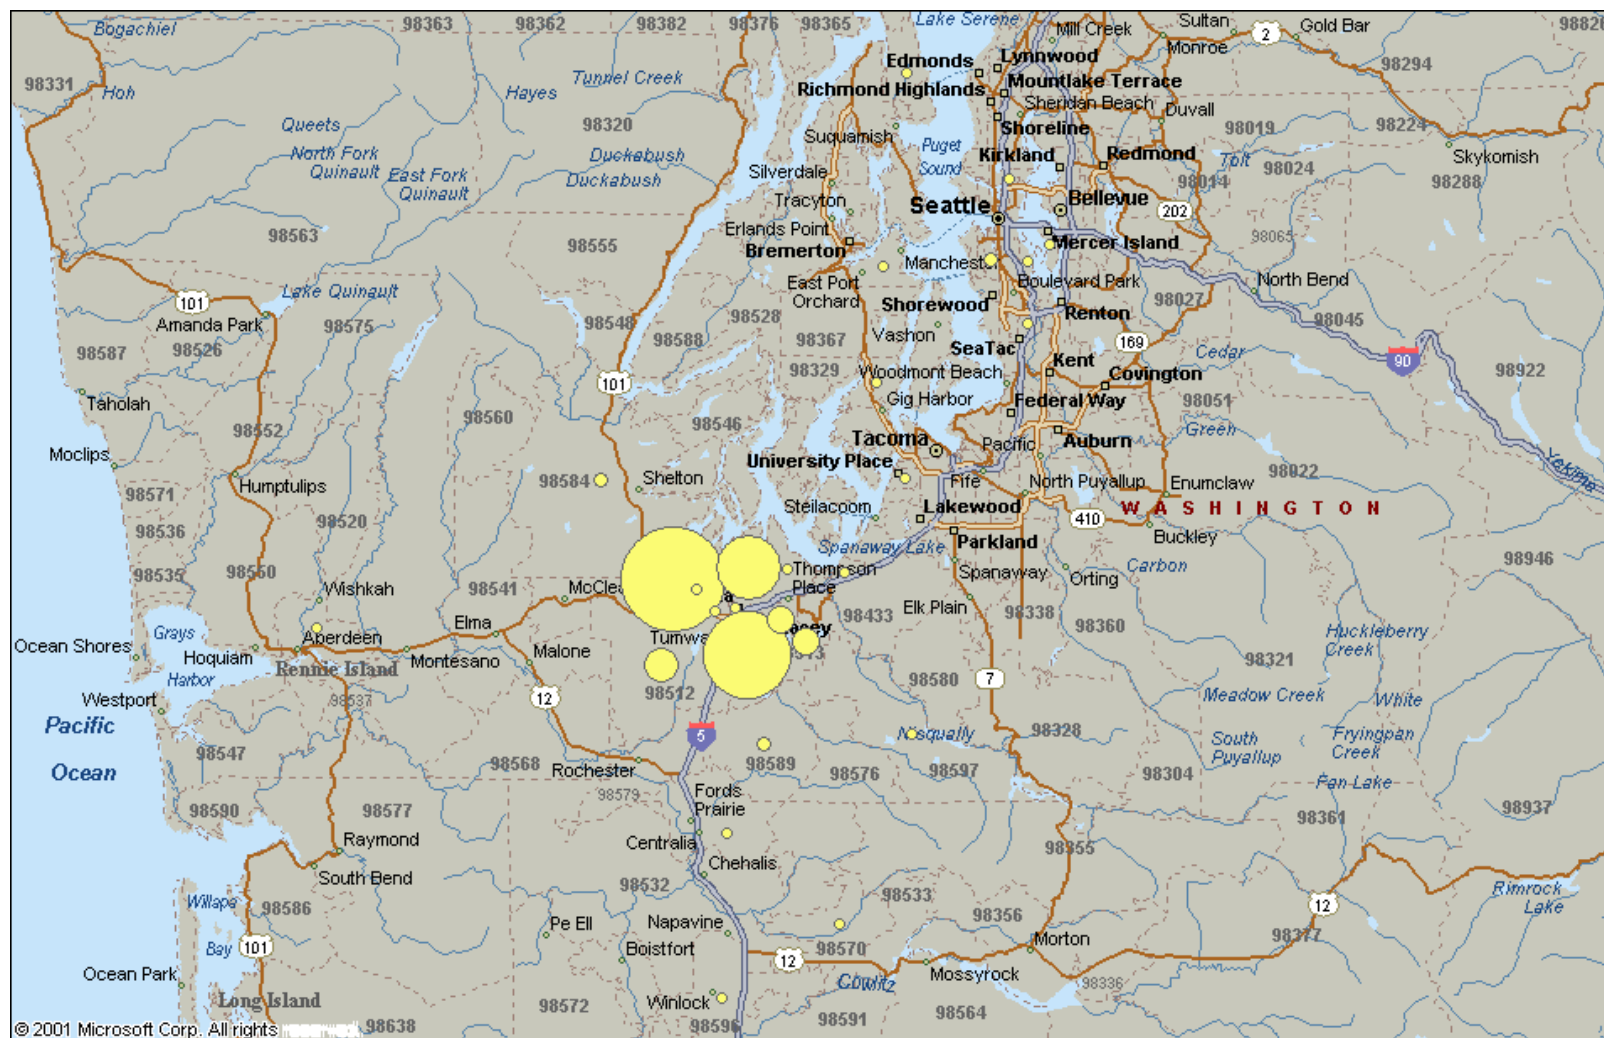 Bogachiel
98363
98362
98382
98376
98365
Lake Serene
Mill Creek
Sultan
2
Gold Bar
Monroe
98331
Hoh
Tunnel Creek
Hayes
Edmonds
Lynnwood
Richmond Highlands
Mountlake Terrace
98294
Sheridan Beach
Duvall
Queets
98320
Suquamish
Shoreline
98019
98224
North Fork
Quinault
Duckabush
Puget
Sound
Kirkland
Redmond
Tolt
Skykomish
East Fork
Quinault
Duckabush
Silverdale
98014
98024
98288
Tracyton
Seattle
Bellevue
202
98563
98555
Erlands Point
Bremerton
Mercer Island
98065
Manchester
East Port
Orchard
Boulevard Park
North Bend
Lake Quinault
101
Shorewood
98027
Amanda Park
98575
98548
98528
Renton
98045
98587
98526
98588
98367
Vashon
SeaTac
169
Cedar
90
98329
Kent
98922
Taholah
101
Woodmont Beach
Covington
Gig Harbor
Federal Way
98051
98552
98560
98546
Tacoma
Pacific
Auburn
Green
Moclips
University Place
98022
Yakima
Humptulips
98584
Shelton
Fife
North Puyallup
Enumclaw
98571
98520
Steilacoom
Lakewood
410
WASHINGTON
98536
Parkland
Buckley
Spanaway Lake
98946
98535
98550
Thompson
Place
Spanaway
Orting
Carbon
Wishkah
98541
Elk Plain
98433
98338
98360
Elma
Grays
Harbor
Aberdeen
Huckleberry
Creek
Ocean Shores
Hoquiam
Rennie Island
Montesano
Malone
98321
Westport
98537
12
98512
98580
7
Meadow Creek
White
Pacific
Ocean
5
Nisqually
98328
South
Puyallup
Fryingpan
Creek
98547
98568
Rochester
98589
98576
98597
98304
Fan Lake
98579
Fords
Prairie
98590
98577
98361
98937
Raymond
Centralia
98355
South Bend
Chehalis
98532
98533
Rimrock
Lake
Willapa
Bay
98586
Pe Ell
Napavine
98356
12
101
Boistfort
98570
Morton
98377
12
Ocean Park
Mossyrock
Cowlitz
98336
Long Island
98572
Winlock
98564
© 2001 Microsoft Corp. All rights
98638
98596
98591